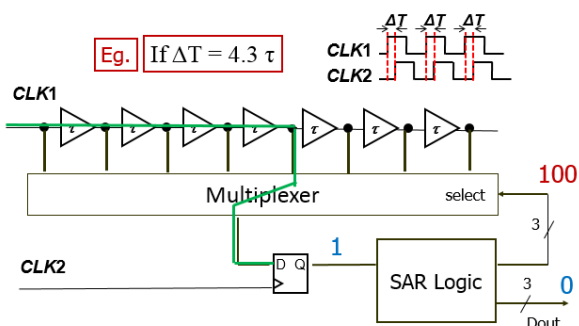 ΔT ΔT ΔT
Eg. If ΔT = 4.3 τ
CLK1
CLK2
CLK1
τ τ τ τ τ τ τ
Multiplexer
select
100
3
D Q
1
CLK2
SAR Logic
3
0
Dout